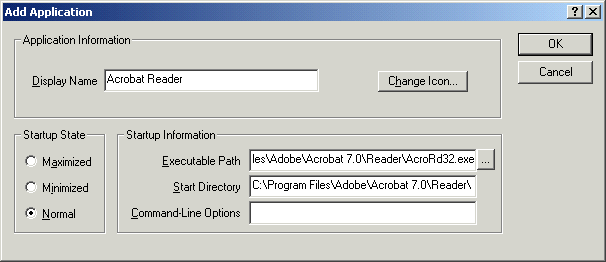 Add Application
Application Information
Display Name Acrobat Reader
Change Icon...
OK
Cancel
Startup State
Maximized
Minimized
Normal
Startup Information
Executable Path les\Adobe\Acrobat 7.0\Reader\AcroRd32.exe ...
Start Directory C:\Program Files\Adobe\Acrobat 7.0\Reader\
Command-Line Options